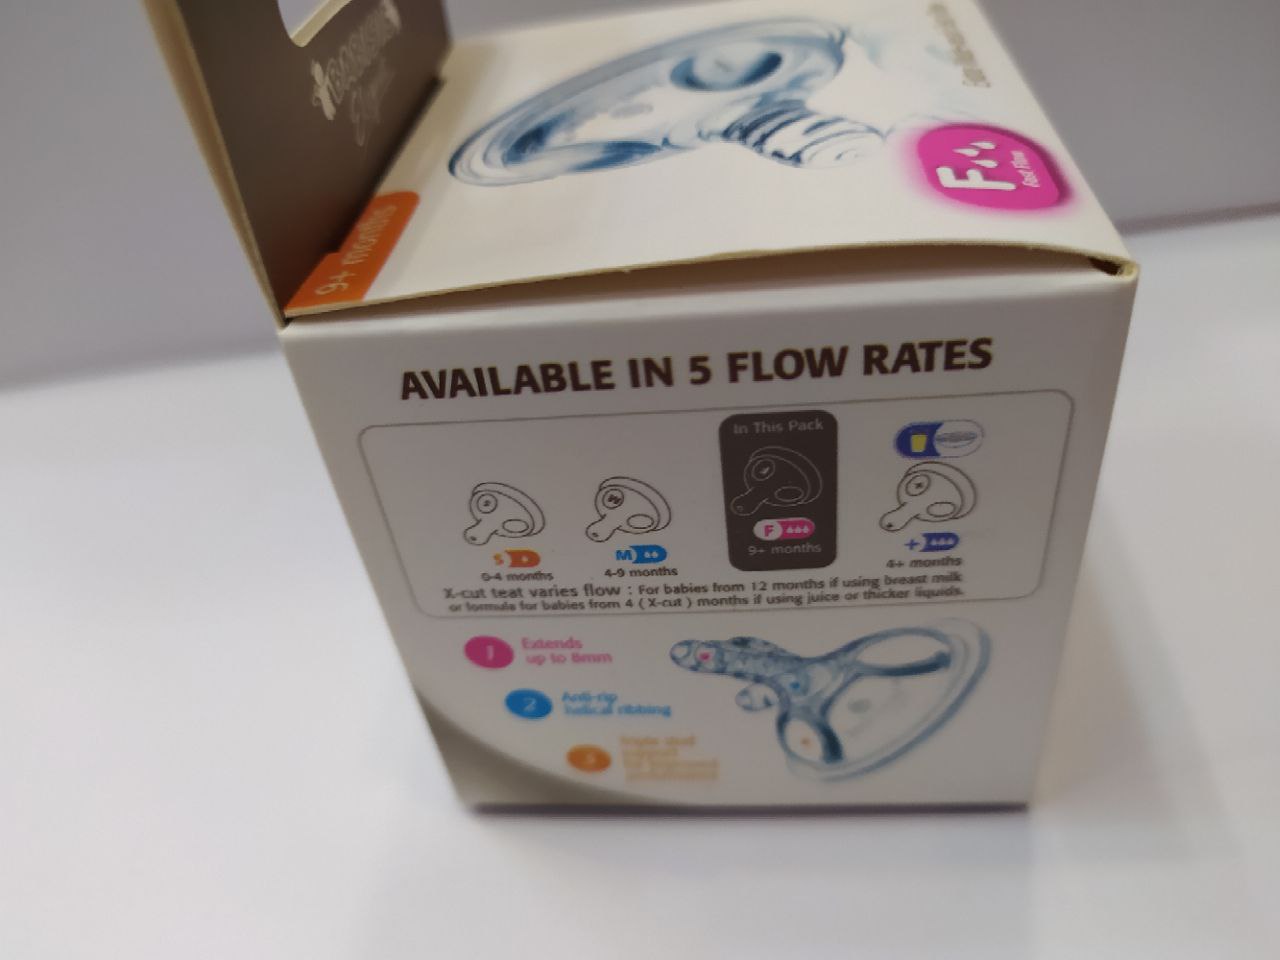 9+ months
F
Fast Flow
AVAILABLE IN 5 FLOW RATES
In This Pack
S
M
F
+
0-4 months
4-9 months
9+ months
4+ months
X-cut teat varies flow : For babies from 12 months if using breast milk
or formula for babies from 4 ( X-cut ) months if using juice or thicker liquids.
1 Extends
up to 8mm
2 Anti-rip
helical ribbing
3